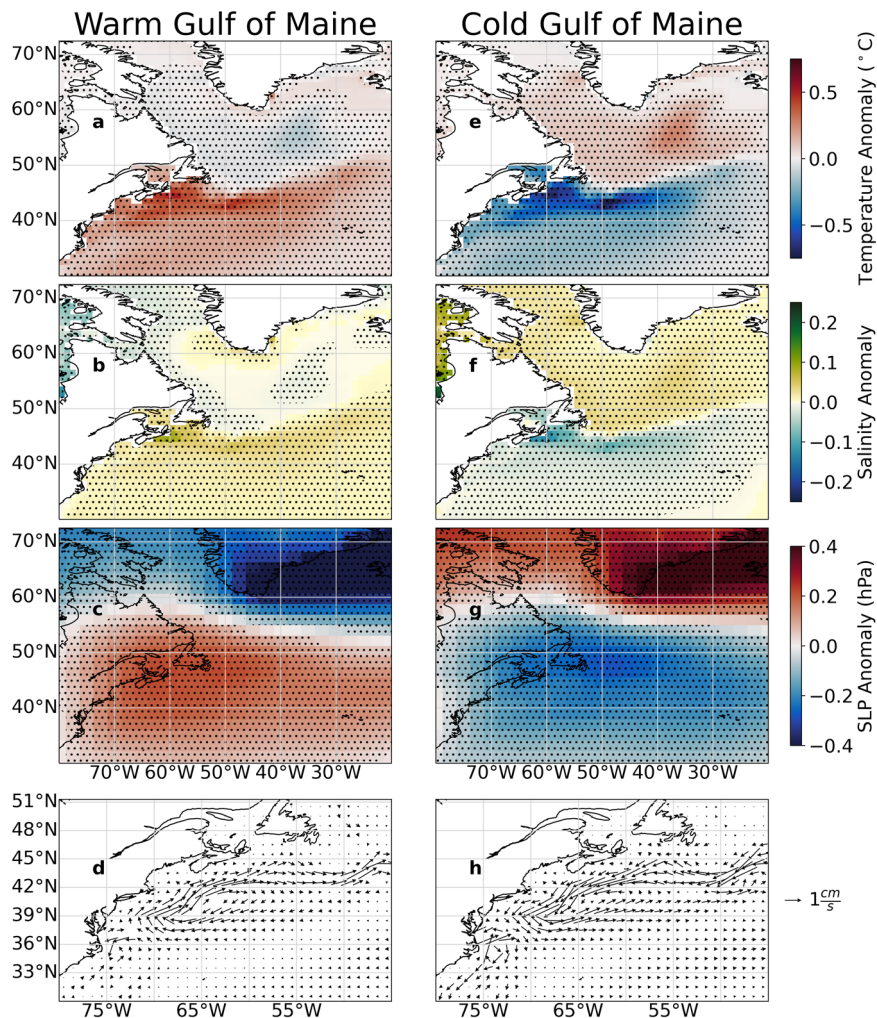 Warm Gulf of Maine
Cold Gulf of Maine
70°N
60°N
50°N
40°N
a
e
0.5
0.0
−0.5
Temperature Anomaly (°C)
70°N
60°N
50°N
40°N
b
f
0.2
0.1
0.0
−0.1
−0.2
Salinity Anomaly
70°N
60°N
50°N
40°N
c
g
0.4
0.2
0.0
−0.2
−0.4
SLP Anomaly (hPa)
70°W 60°W 50°W 40°W 30°W
70°W 60°W 50°W 40°W 30°W
51°N
48°N
45°N
42°N
39°N
36°N
33°N
d
h
1 cm/s
75°W 65°W 55°W
75°W 65°W 55°W